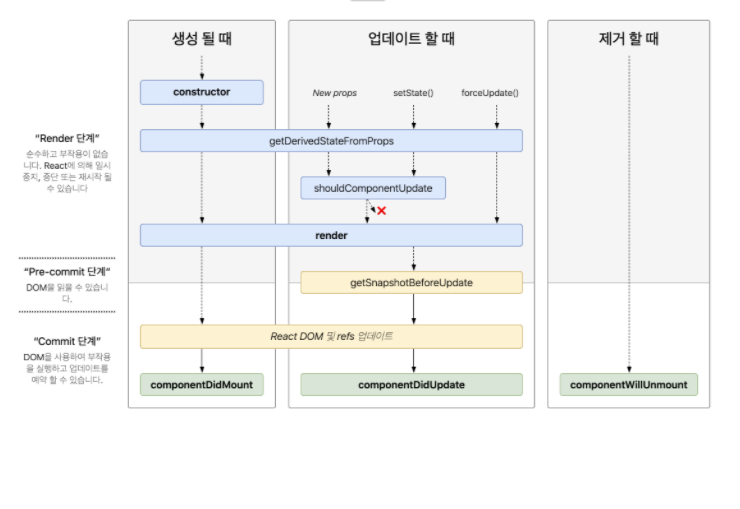 생성 될 때
업데이트 할 때
제거 할 때
constructor
New props
setState()
forceUpdate()
“Render 단계”
순수하고 부작용이 없습
니다. React에 의해 일시
중지, 중단 또는 재시작 될
수 있습니다
getDerivedStateFromProps
shouldComponentUpdate
render
“Pre-commit 단계”
DOM을 읽을 수 있습니
다.
getSnapshotBeforeUpdate
“Commit 단계”
DOM을 사용하여 부작용
을 실행하고 업데이트를
예약 할 수 있습니다.
React DOM 및 refs 업데이트
componentDidMount
componentDidUpdate
componentWillUnmount